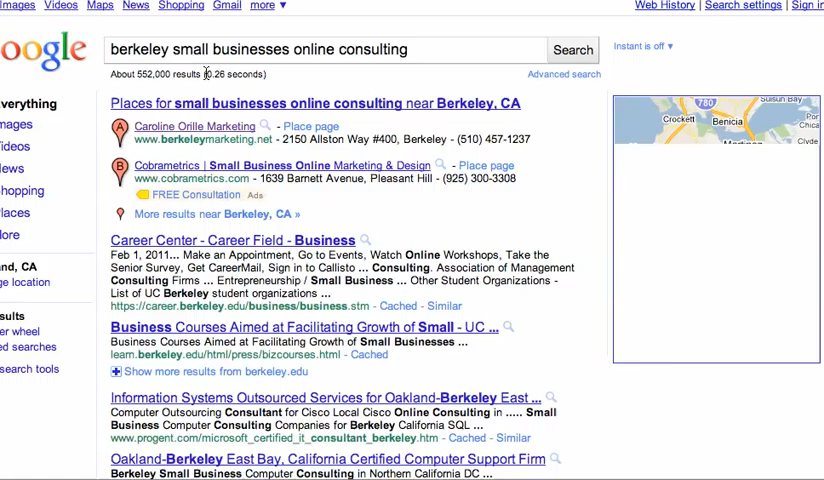 Images Videos Maps News Shopping Gmail more ▼ Web History | Search settings | Sign in
oogle berkeley small businesses online consulting Search Instant is off ▼
About 552,000 results (0.26 seconds) Advanced search
verything
mages
ideos
ews
hopping
laces
ore
nd, CA
ge location
sults
er wheel
ed searches
search tools
Places for small businesses online consulting near Berkeley, CA
A Caroline Orille Marketing - Place page
www.berkeleymarketing.net - 2150 Allston Way #400, Berkeley - (510) 457-1237
B Cobrametrics | Small Business Online Marketing & Design - Place page
www.cobrametrics.com - 1639 Barnett Avenue, Pleasant Hill - (925) 300-3308
FREE Consultation Ads
More results near Berkeley, CA »
Career Center - Career Field - Business
Feb 1, 2011... Make an Appointment, Go to Events, Watch Online Workshops, Take the
Senior Survey, Get CareerMail, Sign in to Callisto ... Consulting. Association of Management
Consulting Firms ... Entrepreneurship / Small Business ... Other Student Organizations -
List of UC Berkeley student organizations ...
https://career.berkeley.edu/business/business.stm - Cached - Similar
Business Courses Aimed at Facilitating Growth of Small - UC ...
Business Courses Aimed at Facilitating Growth of Small Businesses ...
learn.berkeley.edu/html/press/bizcourses.html - Cached
Show more results from berkeley.edu
Information Systems Outsourced Services for Oakland-Berkeley East ...
Computer Outsourcing Consultant for Cisco Local Cisco Online Consulting in ..... Small
Business Computer Consulting Companies for Berkeley California SQL ...
www.progent.com/microsoft_certified_it_consultant_berkeley.htm - Cached - Similar
Oakland-Berkeley East Bay, California Certified Computer Support Firm
Berkeley Small Business Computer Consulting in Northern California DC ...
780
Crockett
Benicia